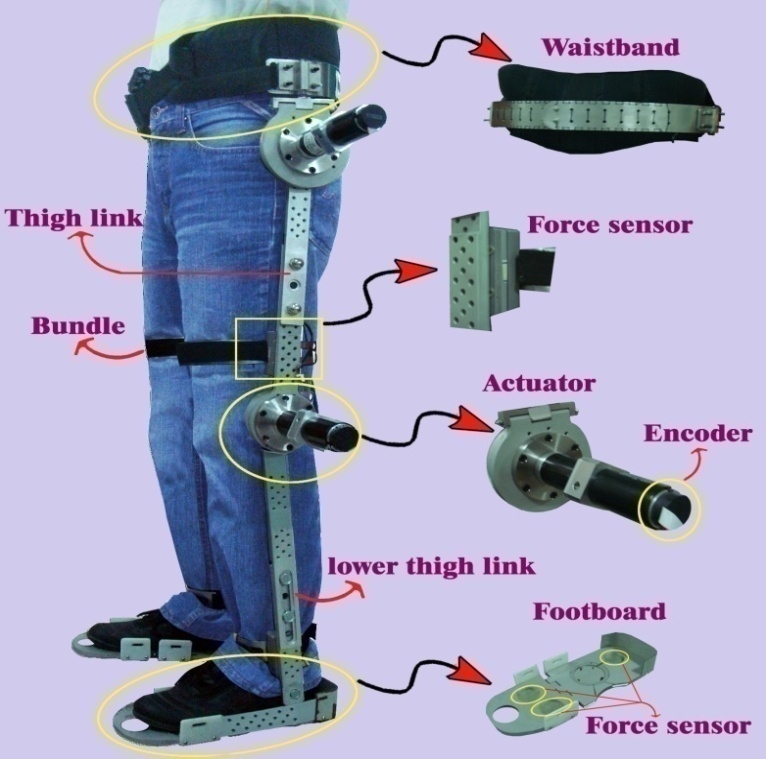 Waistband
Thigh link
Force sensor
Bundle
Actuator
Encoder
lower thigh link
Footboard
Force sensor